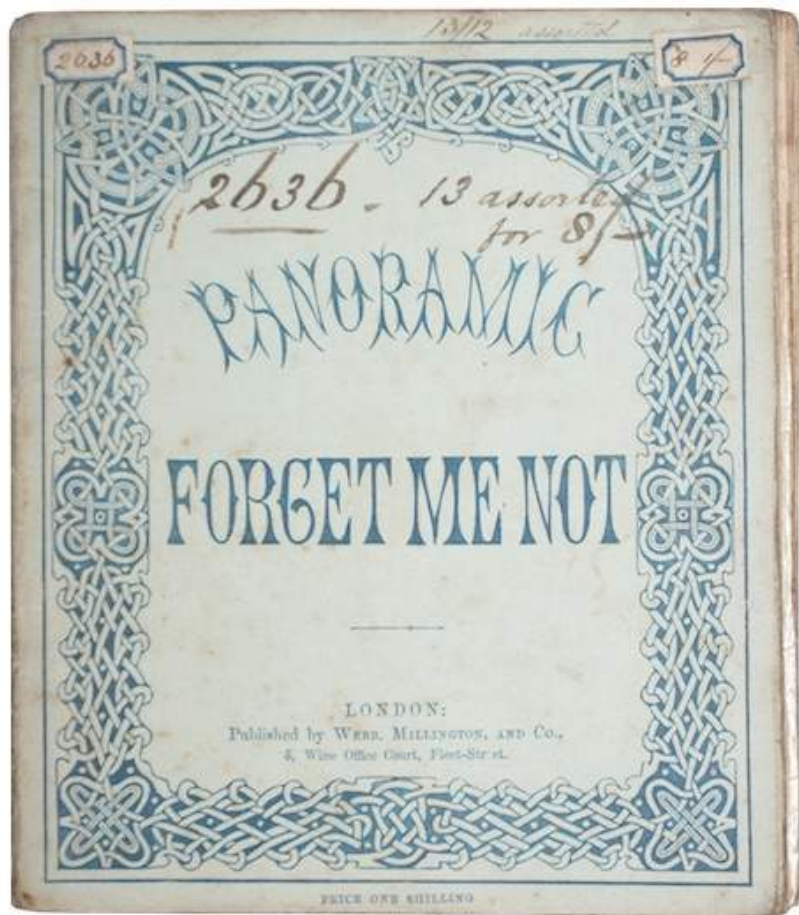 13/12 assorted
2636
8/-
2636 - 13 assorted
for 8/-
PANORAMIC
FORGET ME NOT
LONDON:
Published by WEBB, MILLINGTON, AND CO.,
5, Wine Office Court, Fleet-Street.
PRICE ONE SHILLING